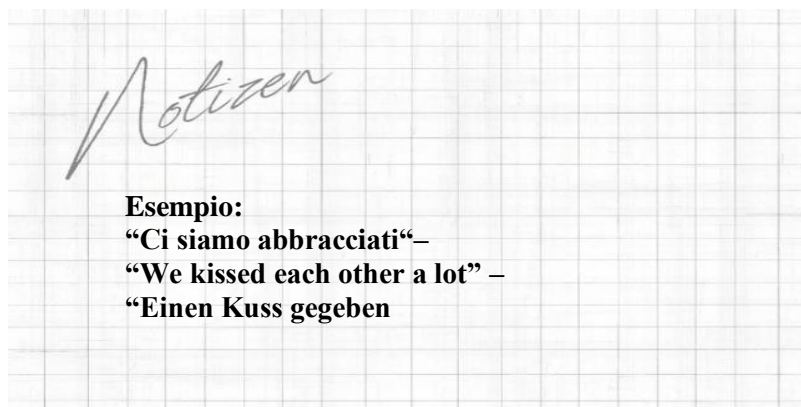 Notizen
Esempio:
“Ci siamo abbracciati“–
“We kissed each other a lot” –
“Einen Kuss gegeben